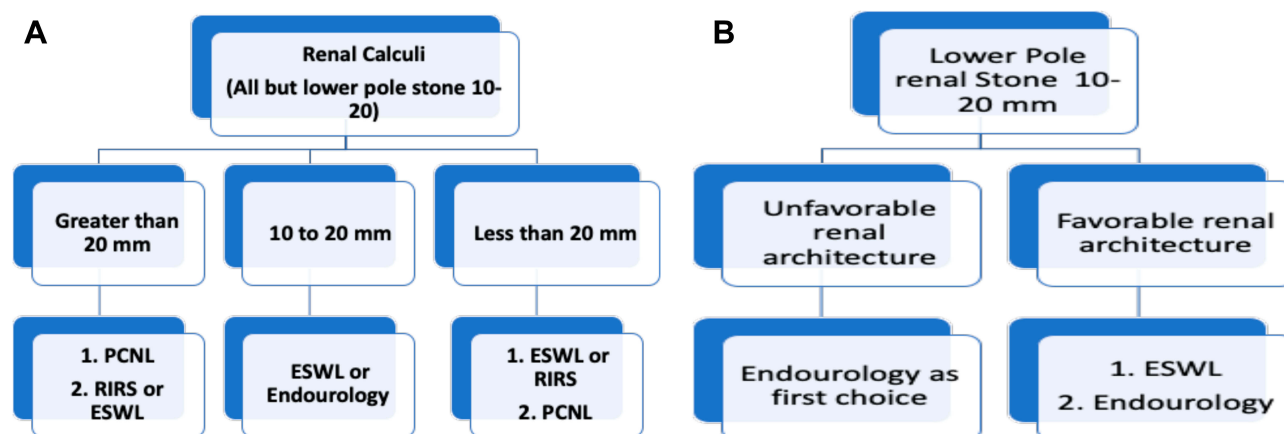 A
Renal Calculi
(All but lower pole stone 10-
20)
Greater than
20 mm
10 to 20 mm
Less than 20 mm
1. PCNL
2. RIRS or
ESWL
ESWL or
Endourology
1. ESWL or
RIRS
2. PCNL
B
Lower Pole
renal Stone 10-
20 mm
Unfavorable
renal
architecture
Favorable renal
architecture
Endourology as
first choice
1. ESWL
2. Endourology